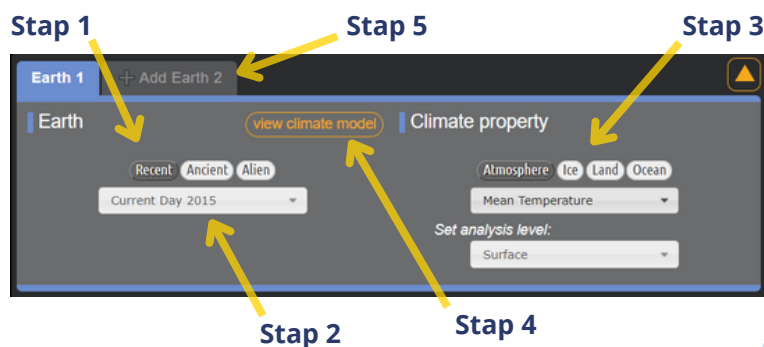 Stap 1
Stap 5
Stap 3
Earth 1
+ Add Earth 2
Earth
view climate model
Climate property
Recent Ancient Alien
Atmosphere Ice Land Ocean
Current Day 2015
Mean Temperature
Set analysis level:
Surface
Stap 2
Stap 4